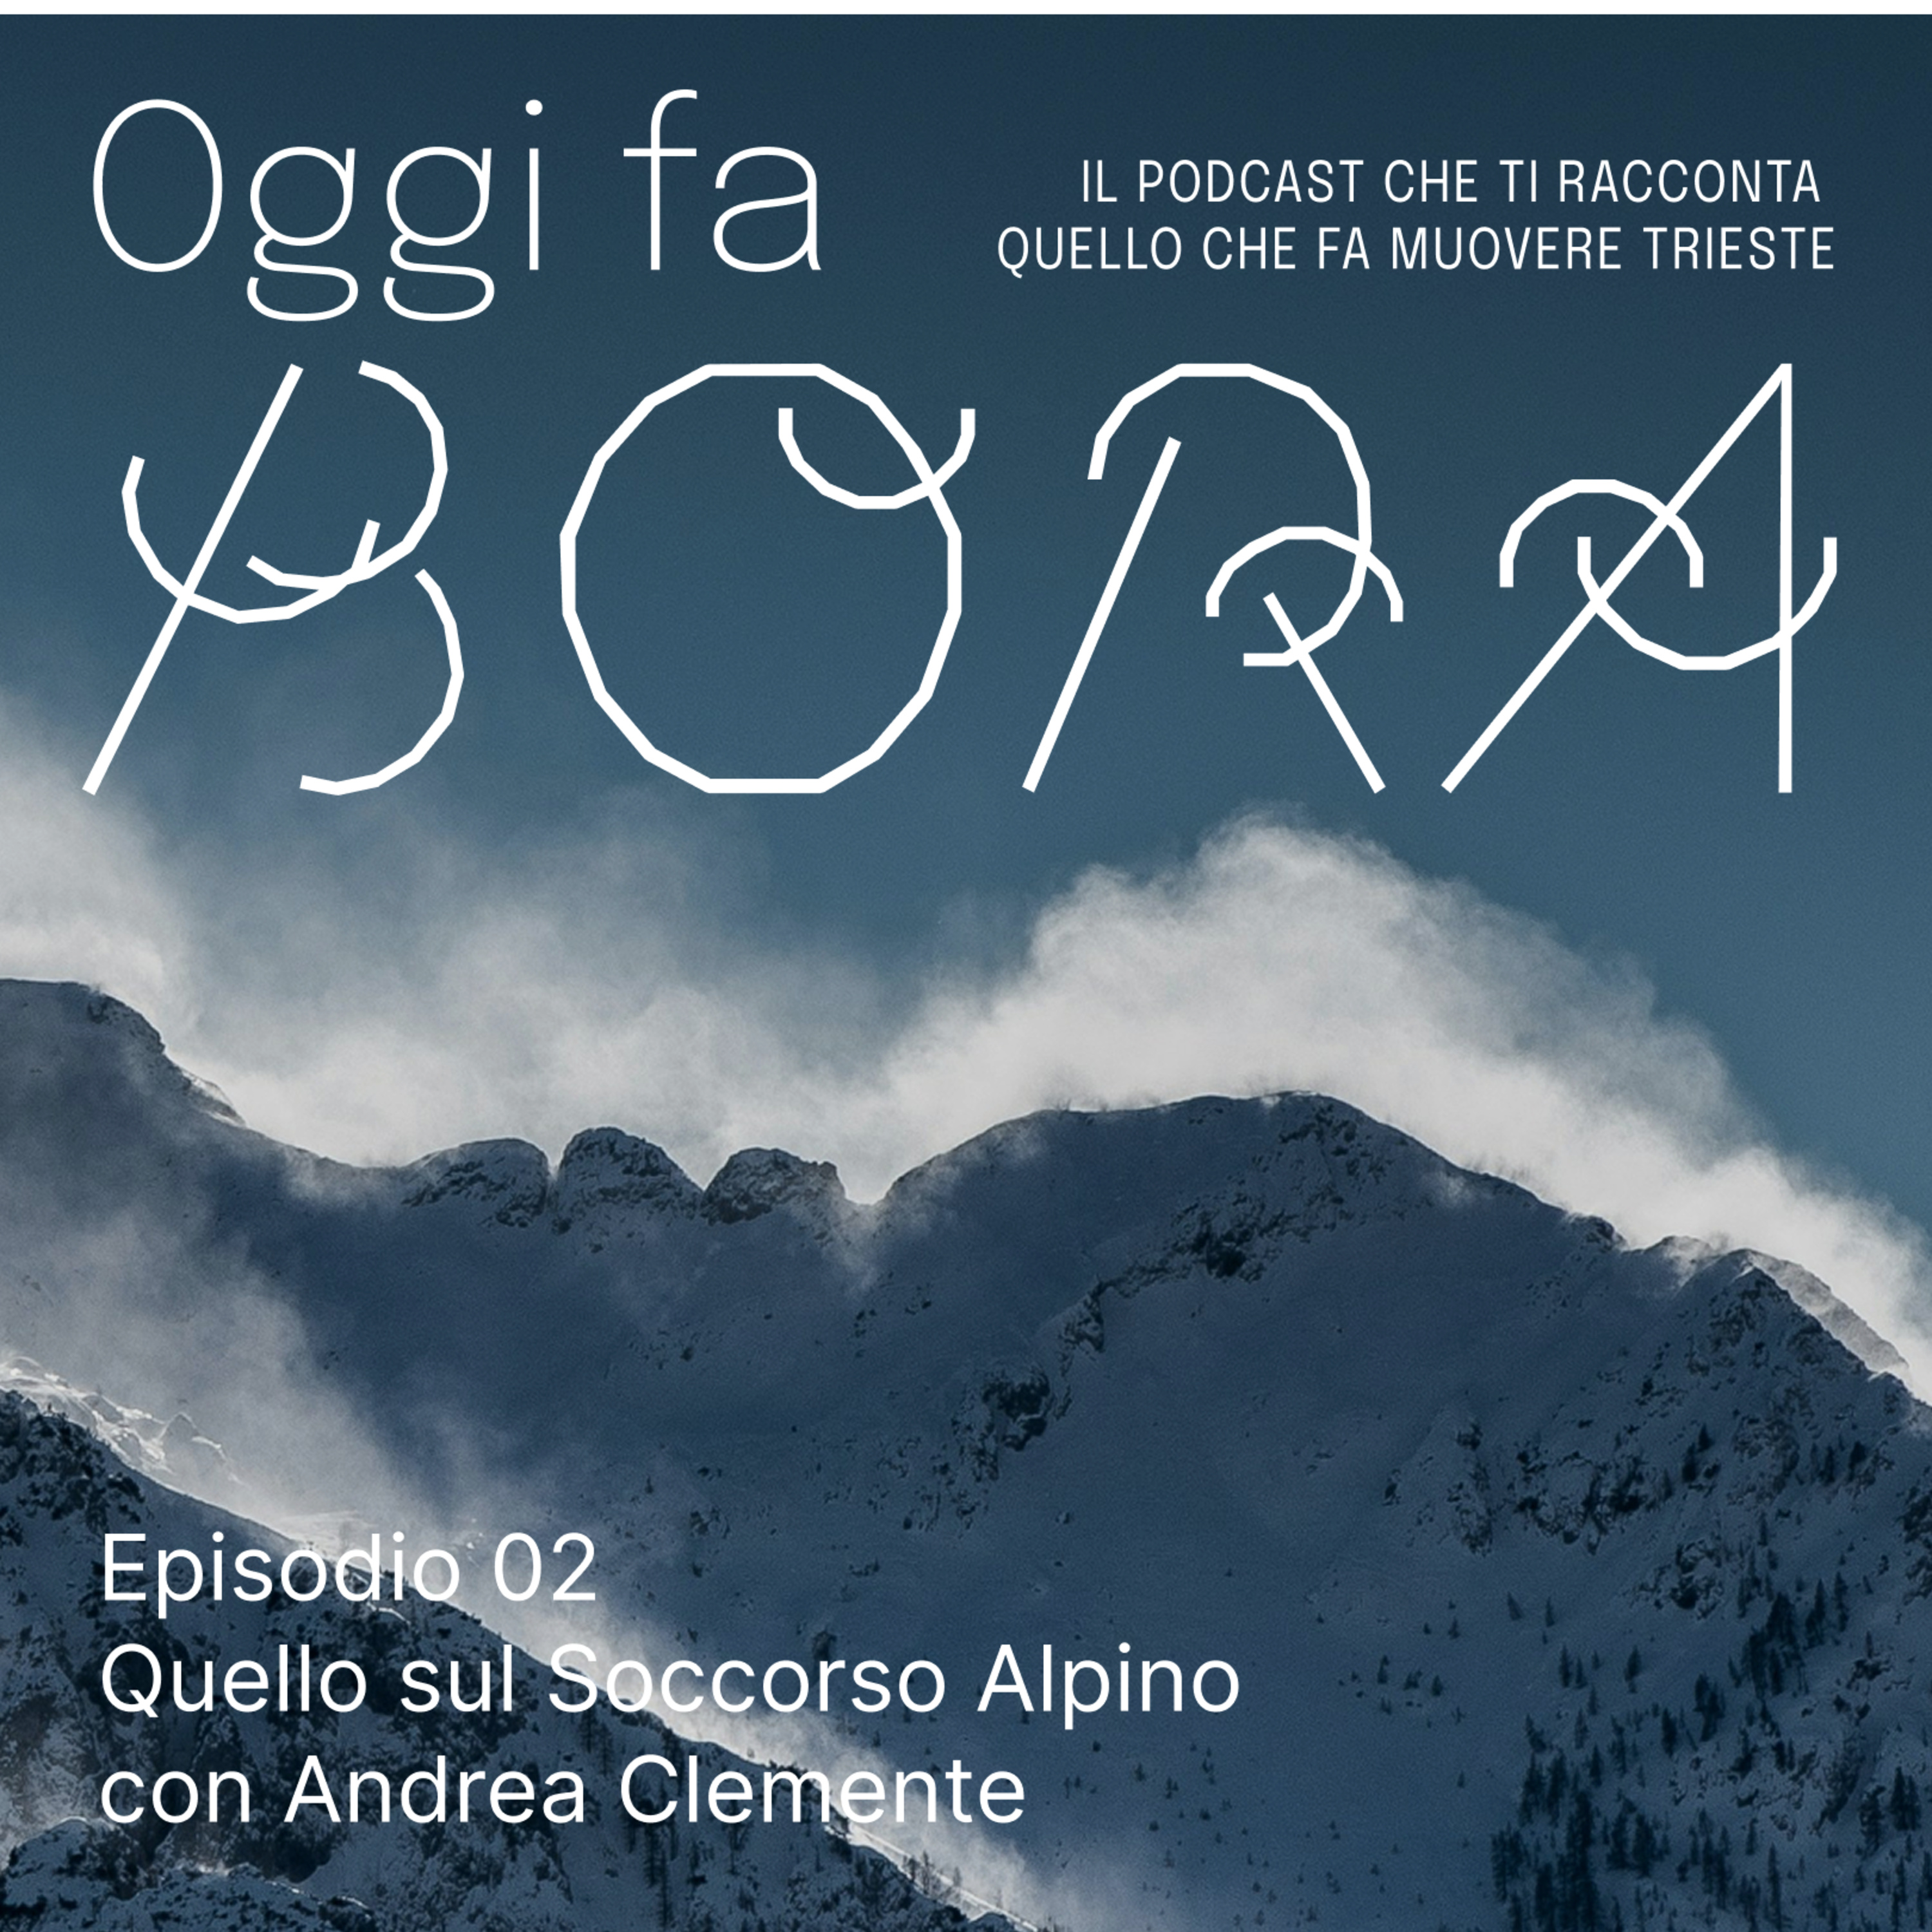 Oggi fa
IL PODCAST CHE TI RACCONTA
QUELLO CHE FA MUOVERE TRIESTE
BORA
Episodio 02
Quello sul Soccorso Alpino
con Andrea Clemente